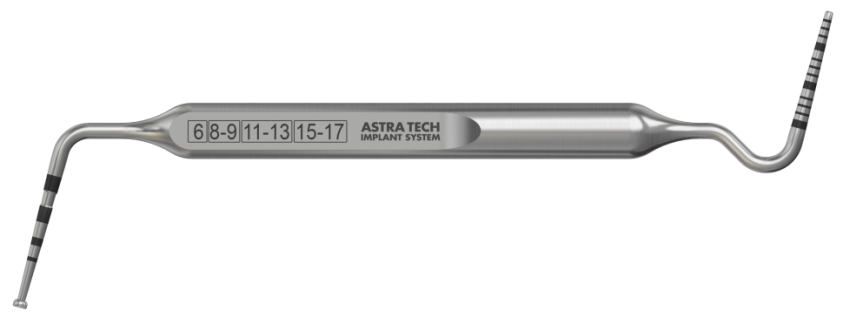 6 8-9 11-13 15-17
ASTRA TECH
IMPLANT SYSTEM